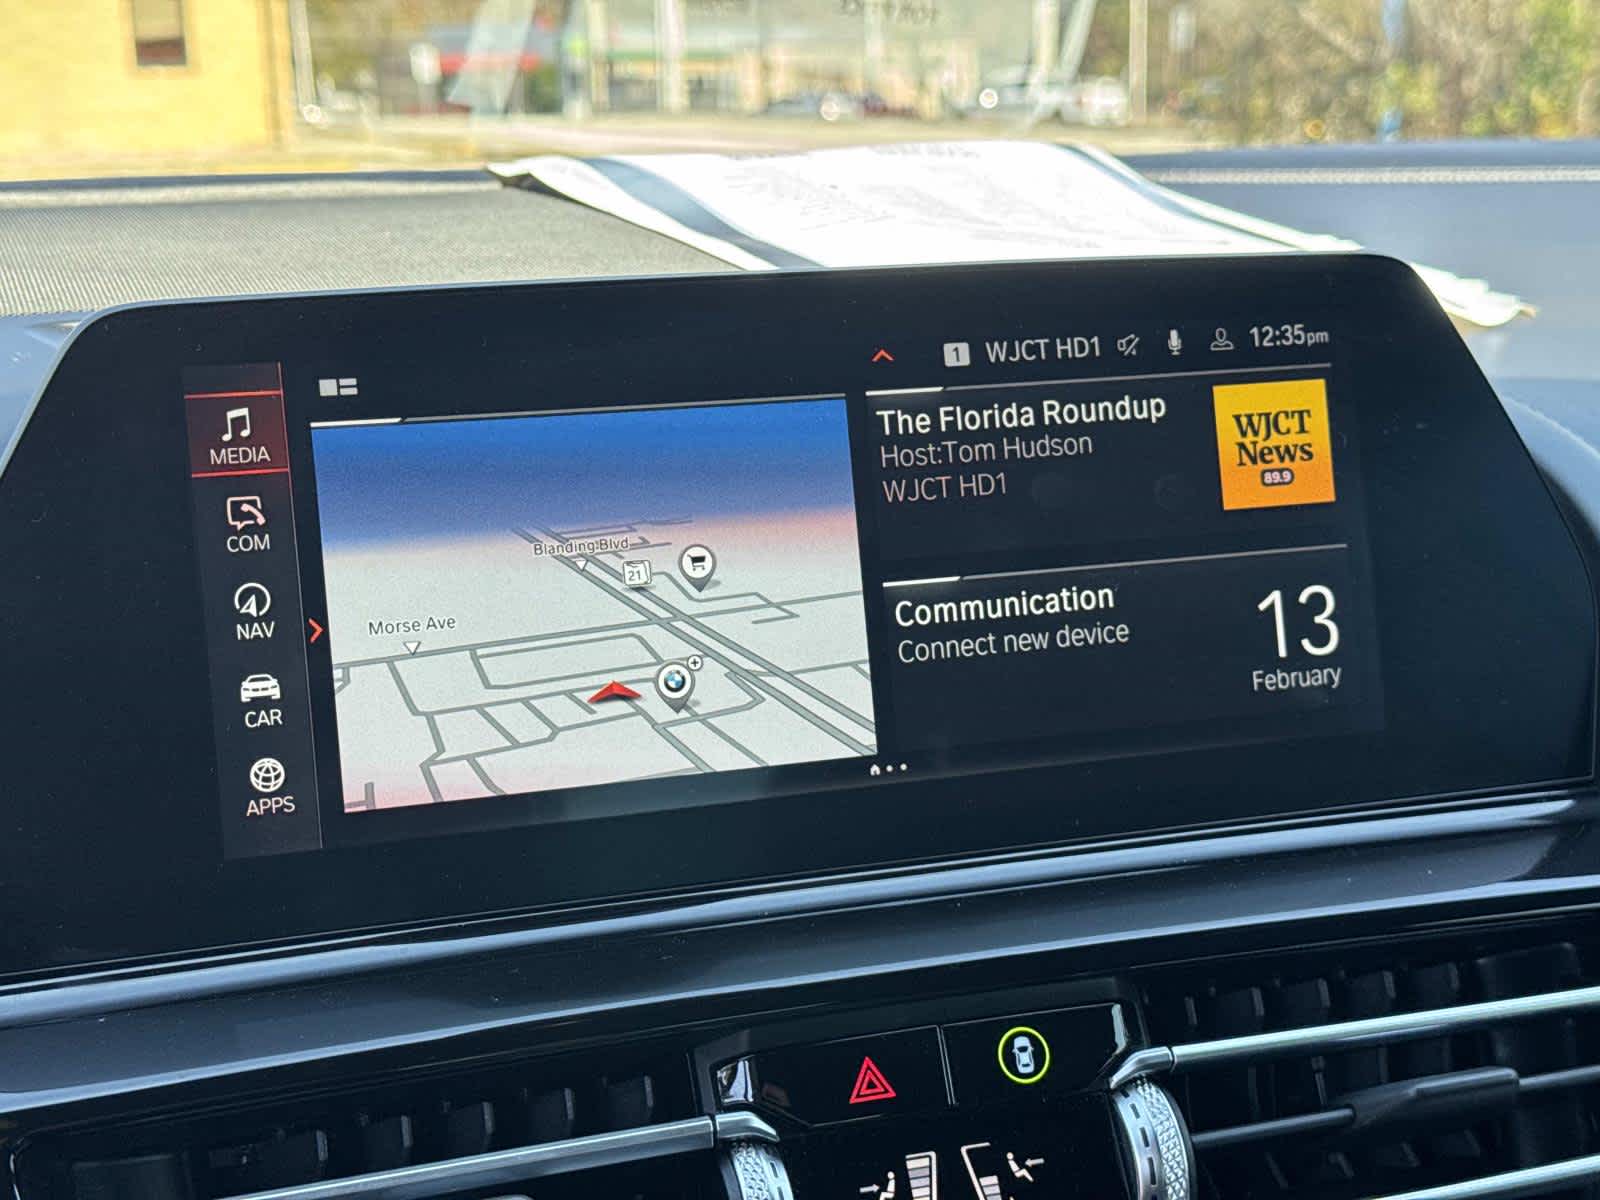 1 WJCT HD1 12:35pm
MEDIA
COM
NAV
CAR
APPS
Blanding Blvd
21
Morse Ave
The Florida Roundup
Host:Tom Hudson
WJCT HD1
WJCT
News
89.9
Communication
Connect new device
13
February